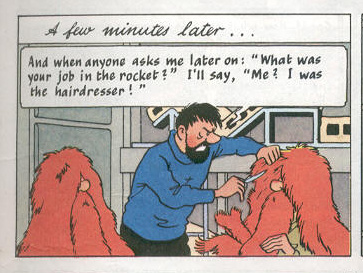 A few minutes later...
And when anyone asks me later on: "What was
your job in the rocket?" I'll say, "Me? I was
the hairdresser!"